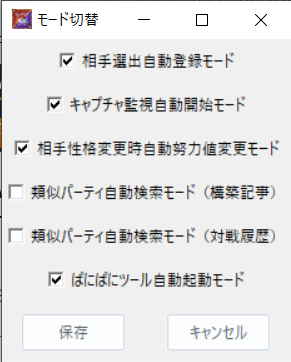 モード切替
相手選出自動登録モード
キャプチャ監視自動開始モード
相手性格変更時自動努力値変更モード
類似パーティ自動検索モード（構築記事）
類似パーティ自動検索モード（対戦履歴）
ぱにぱにツール自動起動モード
保存 キャンセル